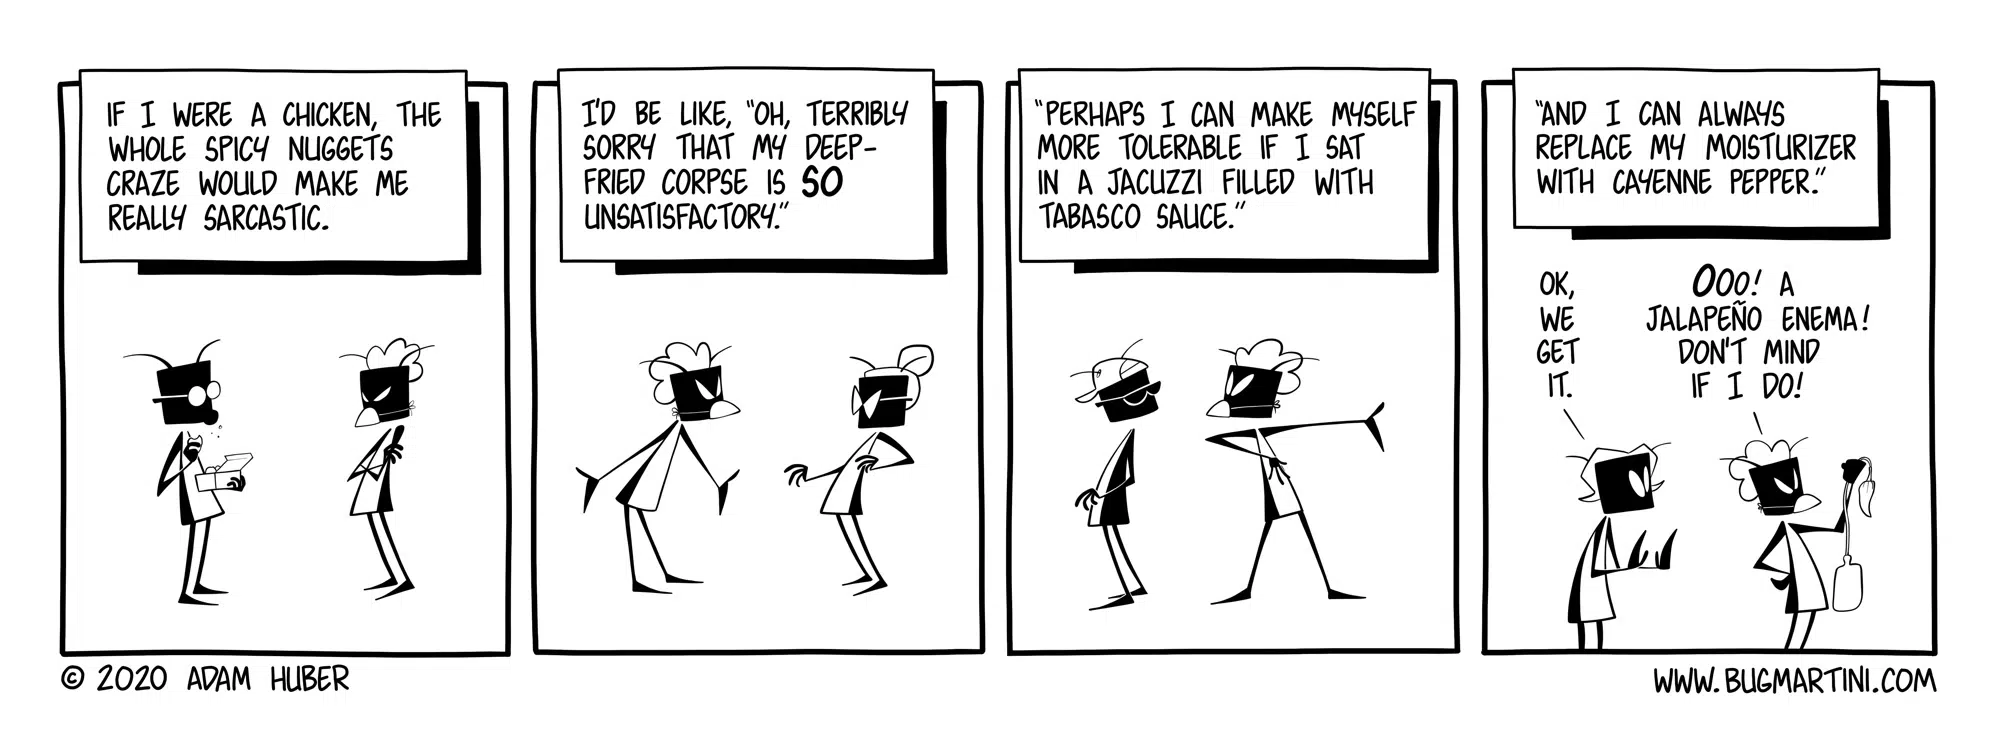 IF I WERE A CHICKEN, THE
WHOLE SPICY NUGGETS
CRAZE WOULD MAKE ME
REALLY SARCASTIC.
I'D BE LIKE, "OH, TERRIBLY
SORRY THAT MY DEEP-
FRIED CORPSE IS SO
UNSATISFACTORY."
"PERHAPS I CAN MAKE MYSELF
MORE TOLERABLE IF I SAT
IN A JACUZZI FILLED WITH
TABASCO SAUCE."
"AND I CAN ALWAYS
REPLACE MY MOISTURIZER
WITH CAYENNE PEPPER."
OK,
WE
GET
IT.
OOO! A
JALAPEÑO ENEMA!
DON'T MIND
IF I DO!
© 2020 ADAM HUBER
WWW.BUGMARTINI.COM